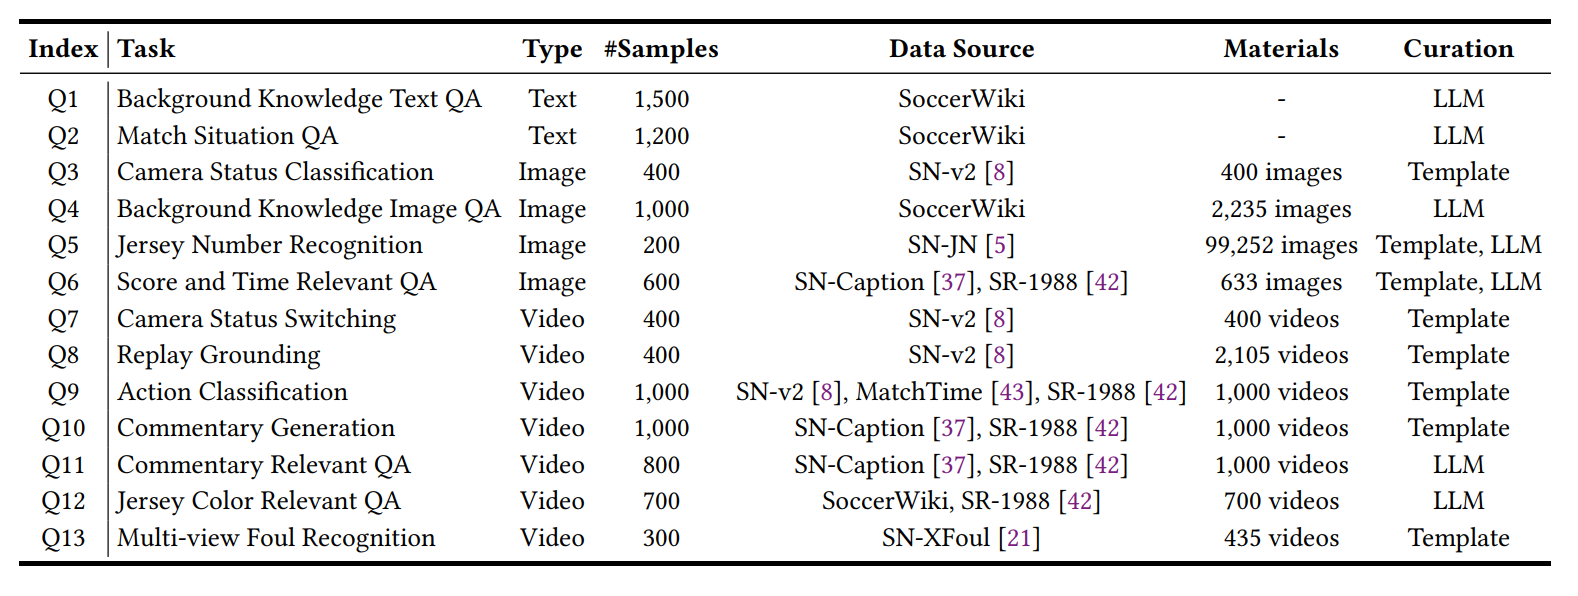 Index Task Type #Samples Data Source Materials Curation
Q1 Background Knowledge Text QA Text 1,500 SoccerWiki - LLM
Q2 Match Situation QA Text 1,200 SoccerWiki - LLM
Q3 Camera Status Classification Image 400 SN-v2 [8] 400 images Template
Q4 Background Knowledge Image QA Image 1,000 SoccerWiki 2,235 images LLM
Q5 Jersey Number Recognition Image 200 SN-JN [5] 99,252 images Template, LLM
Q6 Score and Time Relevant QA Image 600 SN-Caption [37], SR-1988 [42] 633 images Template, LLM
Q7 Camera Status Switching Video 400 SN-v2 [8] 400 videos Template
Q8 Replay Grounding Video 400 SN-v2 [8] 2,105 videos Template
Q9 Action Classification Video 1,000 SN-v2 [8], MatchTime [43], SR-1988 [42] 1,000 videos Template
Q10 Commentary Generation Video 1,000 SN-Caption [37], SR-1988 [42] 1,000 videos Template
Q11 Commentary Relevant QA Video 800 SN-Caption [37], SR-1988 [42] 1,000 videos LLM
Q12 Jersey Color Relevant QA Video 700 SoccerWiki, SR-1988 [42] 700 videos LLM
Q13 Multi-view Foul Recognition Video 300 SN-XFoul [21] 435 videos Template